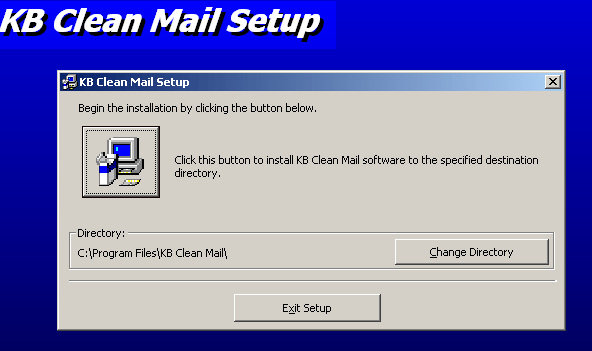 KB Clean Mail Setup
KB Clean Mail Setup
Begin the installation by clicking the button below.
Click this button to install KB Clean Mail software to the specified destination
directory.
Directory:
C:\Program Files\KB Clean Mail\
Change Directory
Exit Setup